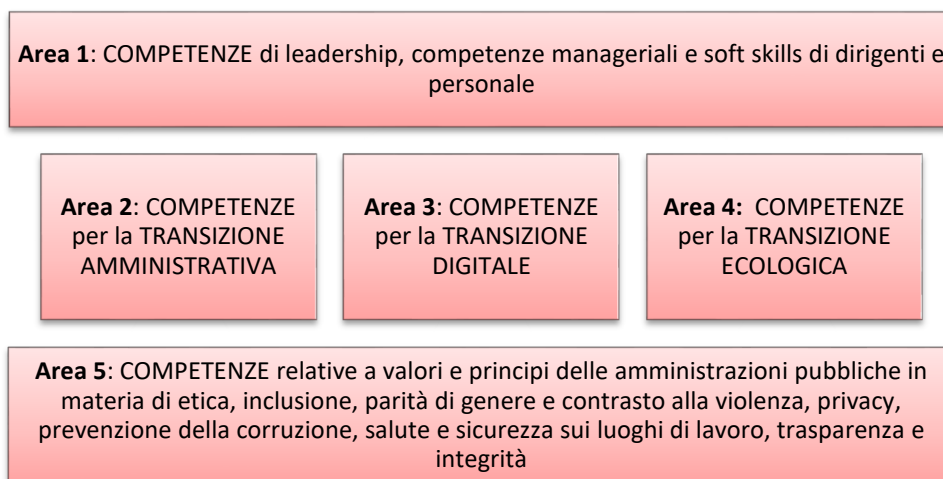 Area 1: COMPETENZE di leadership, competenze manageriali e soft skills di dirigenti e
personale
Area 2: COMPETENZE
per la TRANSIZIONE
AMMINISTRATIVA
Area 3: COMPETENZE
per la TRANSIZIONE
DIGITALE
Area 4: COMPETENZE
per la TRANSIZIONE
ECOLOGICA
Area 5: COMPETENZE relative a valori e principi delle amministrazioni pubbliche in
materia di etica, inclusione, parità di genere e contrasto alla violenza, privacy,
prevenzione della corruzione, salute e sicurezza sui luoghi di lavoro, trasparenza e
integrità